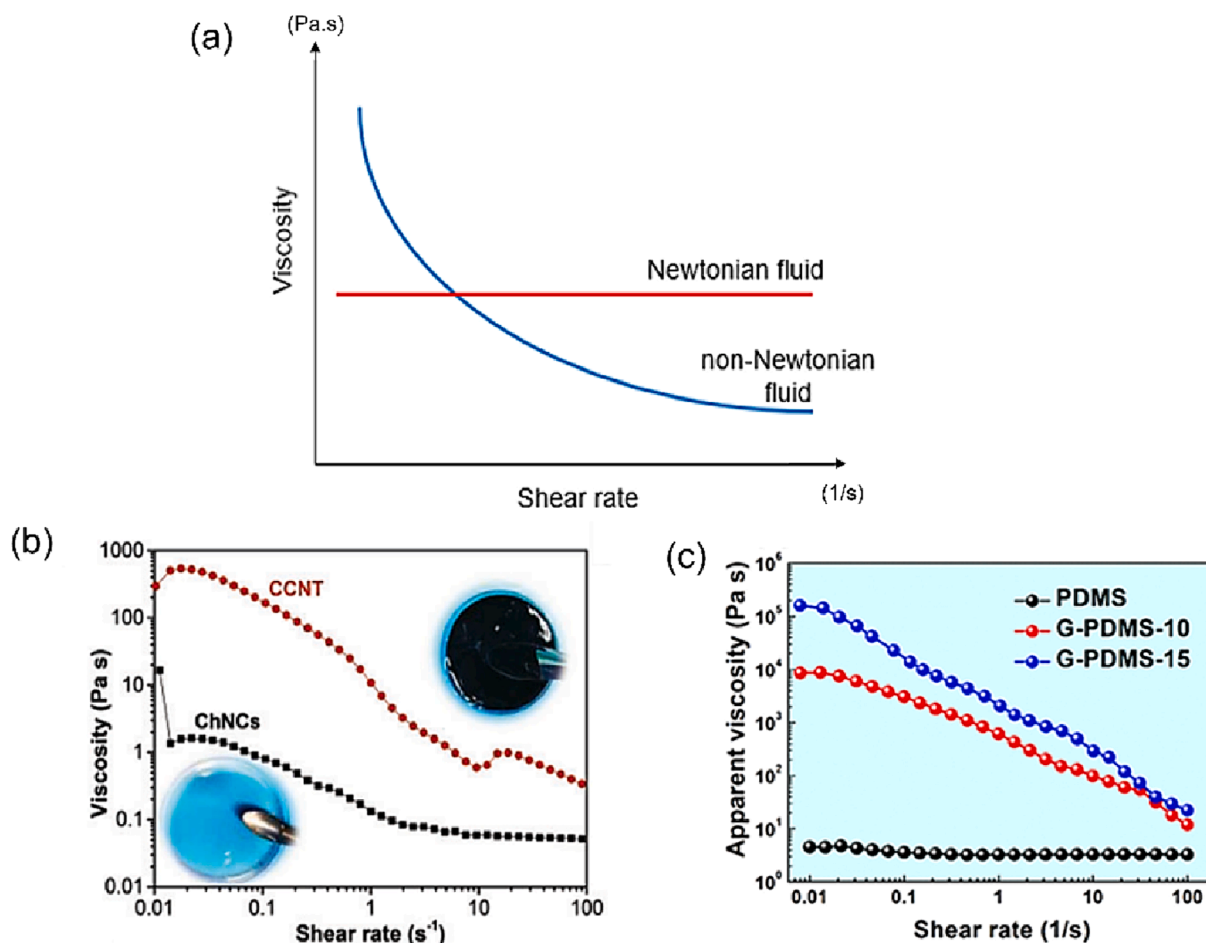 (a)
(Pa.s)
Viscosity
Newtonian fluid
non-Newtonian
fluid
Shear rate
(1/s)
(b)
1000
100
10
1
0.1
0.01
Viscosity (Pa s)
CCNT
ChNCs
0.01
0.1
1
10
100
Shear rate (s⁻¹)
(c)
10⁶
10⁵
10⁴
10³
10²
10¹
10⁰
Apparent viscosity (Pa s)
PDMS
G-PDMS-10
G-PDMS-15
0.01
0.1
1
10
100
Shear rate (1/s)